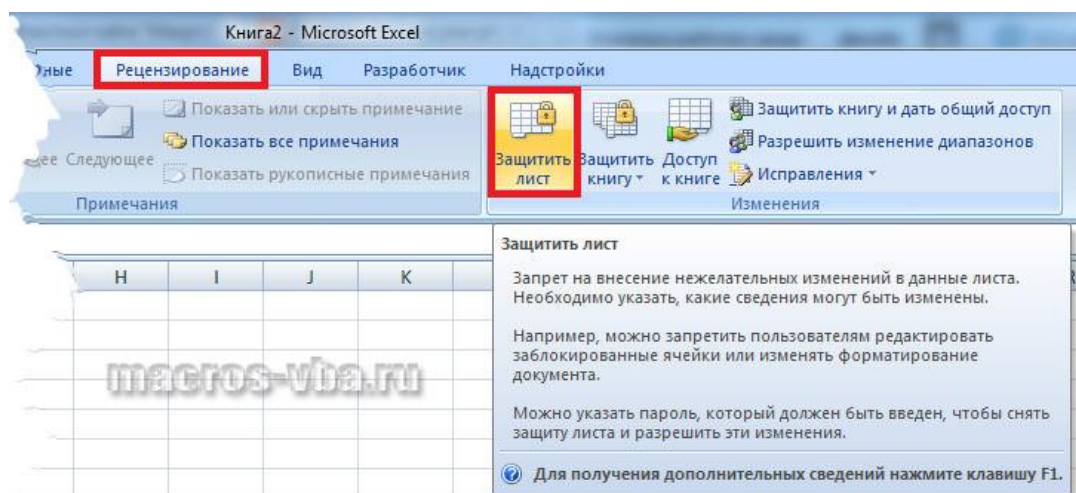 Книга2 - Microsoft Excel
Рецензирование Вид Разработчик Надстройки
Показать или скрыть примечание
Показать все примечания
Показать рукописные примечания
Следующее
Примечания
Защитить лист
Защитить книгу
Доступ к книге
Защитить книгу и дать общий доступ
Разрешить изменение диапазонов
Исправления
Изменения
H I J K
Защитить лист
Запрет на внесение нежелательных изменений в данные листа.
Необходимо указать, какие сведения могут быть изменены.
Например, можно запретить пользователям редактировать
заблокированные ячейки или изменять форматирование
документа.
Можно указать пароль, который должен быть введен, чтобы снять
защиту листа и разрешить эти изменения.
Для получения дополнительных сведений нажмите клавишу F1.
macros-vba.ru